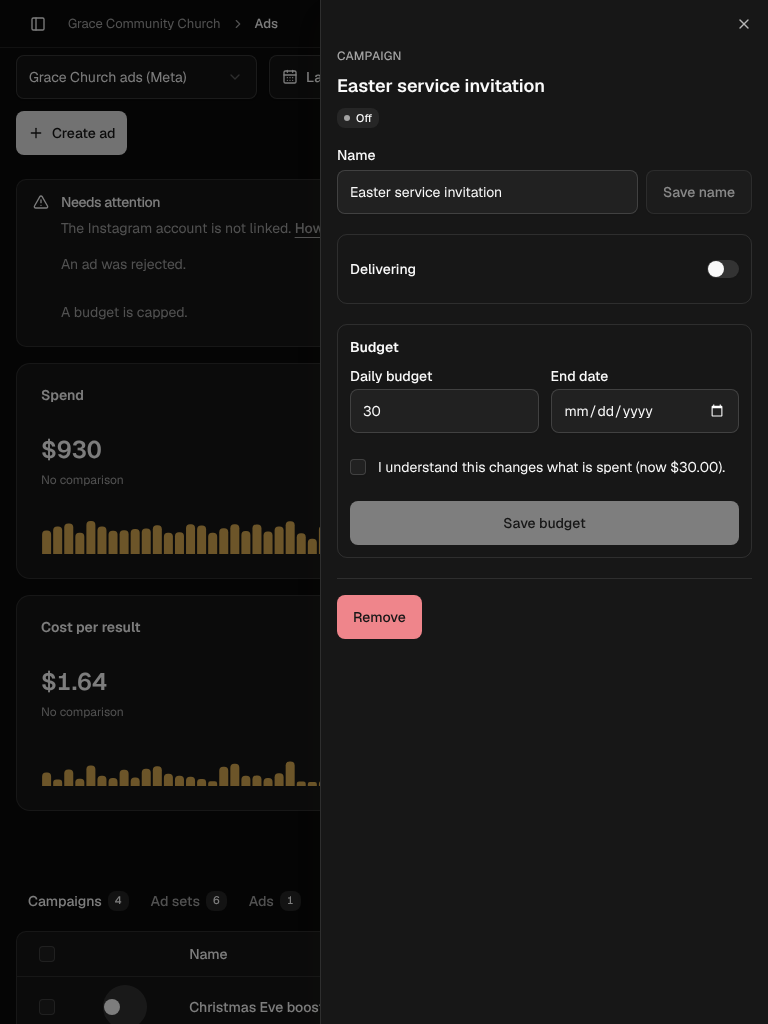 Grace Community Church > Ads
Grace Church ads (Meta)
La
+ Create ad
Needs attention
The Instagram account is not linked. How
An ad was rejected.
A budget is capped.
Spend
$930
No comparison
Cost per result
$1.64
No comparison
Campaigns 4 Ad sets 6 Ads 1
Name
Christmas Eve boos
CAMPAIGN
Easter service invitation
Off
Name
Easter service invitation
Save name
Delivering
Budget
Daily budget
End date
30
mm/dd/yyyy
I understand this changes what is spent (now $30.00).
Save budget
Remove